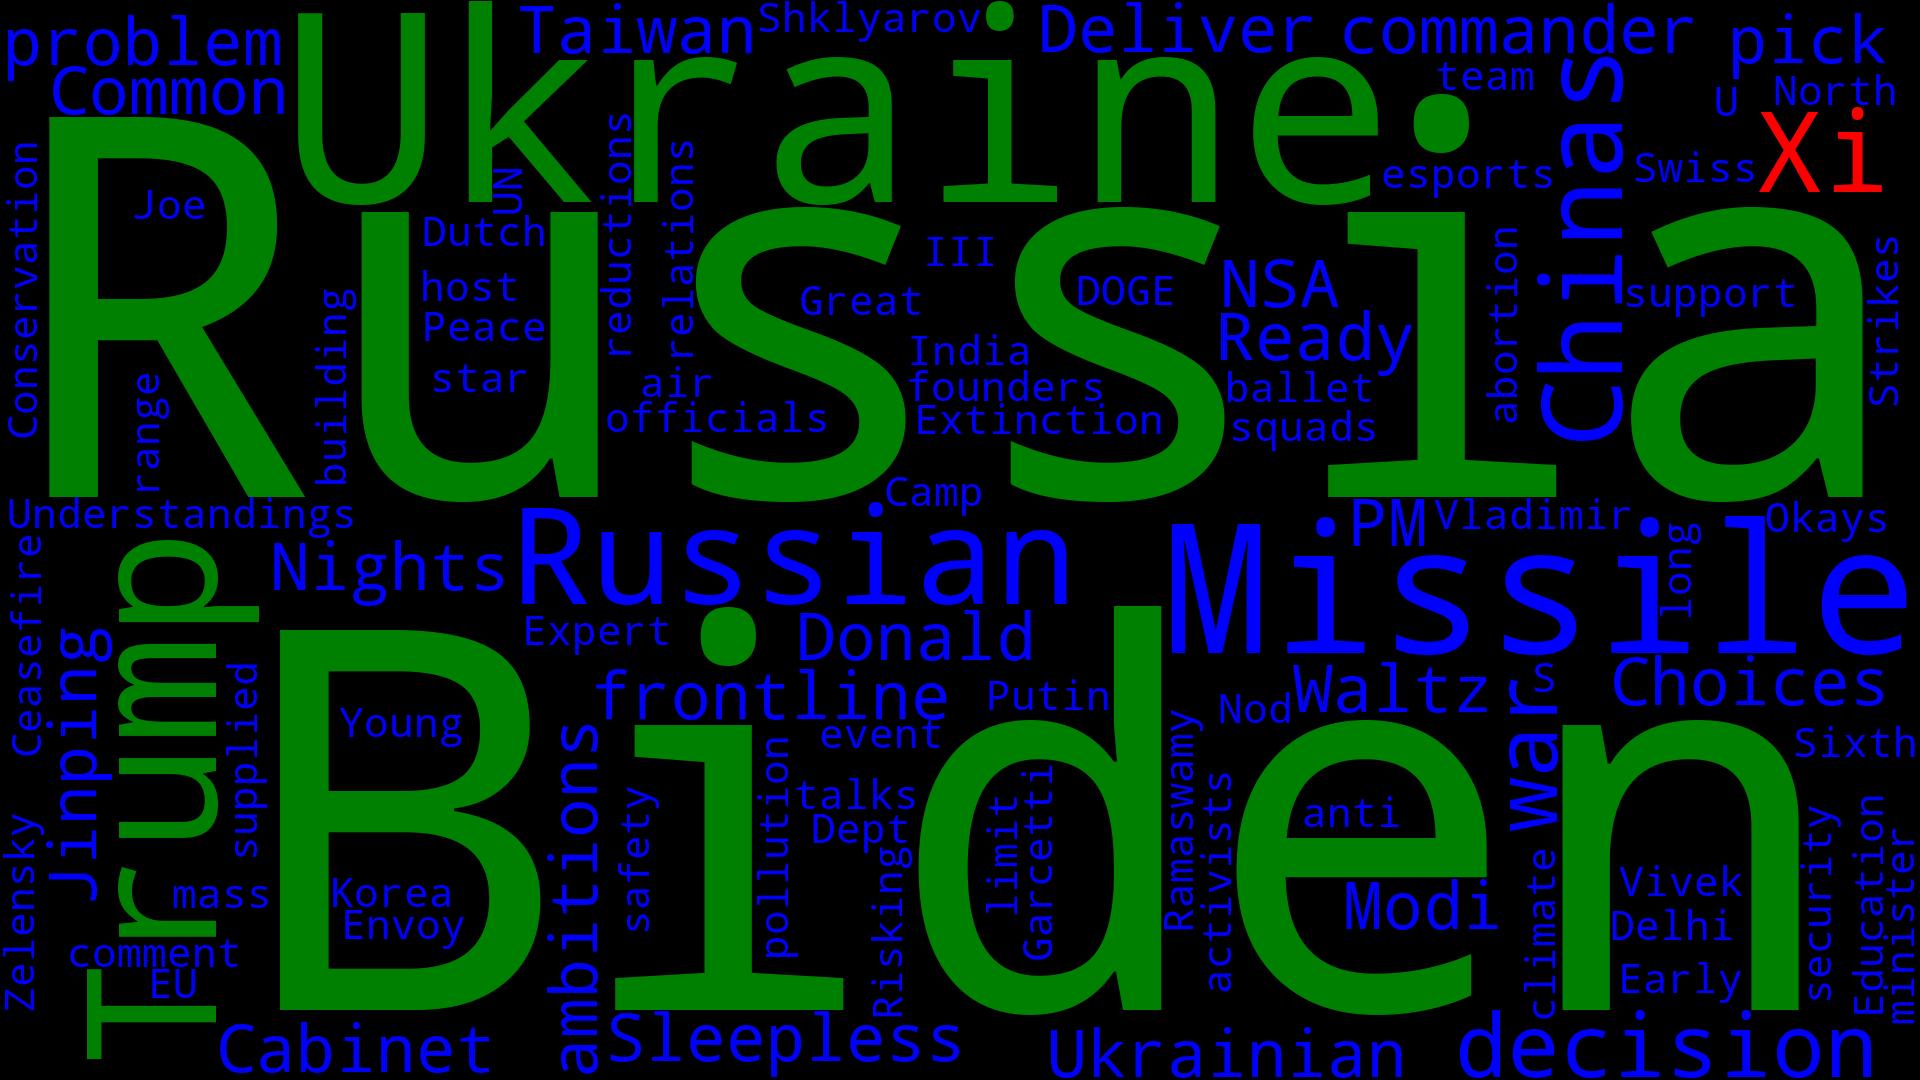 problem
Common
Ukraine
Taiwan
Shklyarov
Deliver
commander
pick
team
U
North
Xi
Chinas
esports
Swiss
Russia
Joe
Conservation
range
building
UN
Dutch
host
Peace
star
reductions
relations
air
officials
III
Great
DOGE
India
founders
Extinction
NSA
Ready
ballet
squads
abortion
support
Strikes
Understandings
Camp
Russian
Nights
PM
Vladimir
Okays
Missile
long
Ceasefire
Jinping
Trump
supplied
Expert
Donald
frontline
Putin
Nod
Waltz
S
war
Choices
Sixth
Biden
Young
Korea
Envoy
ambitions
safety
pollution
event
talks
Dept
Risking
limit
Garcetti
Ramaswamy
activists
anti
Modi
climate
Vivek
Delhi
Early
security
Education
minister
Zelensky
mass
comment
EU
Cabinet
Sleepless
Ukrainian
decision